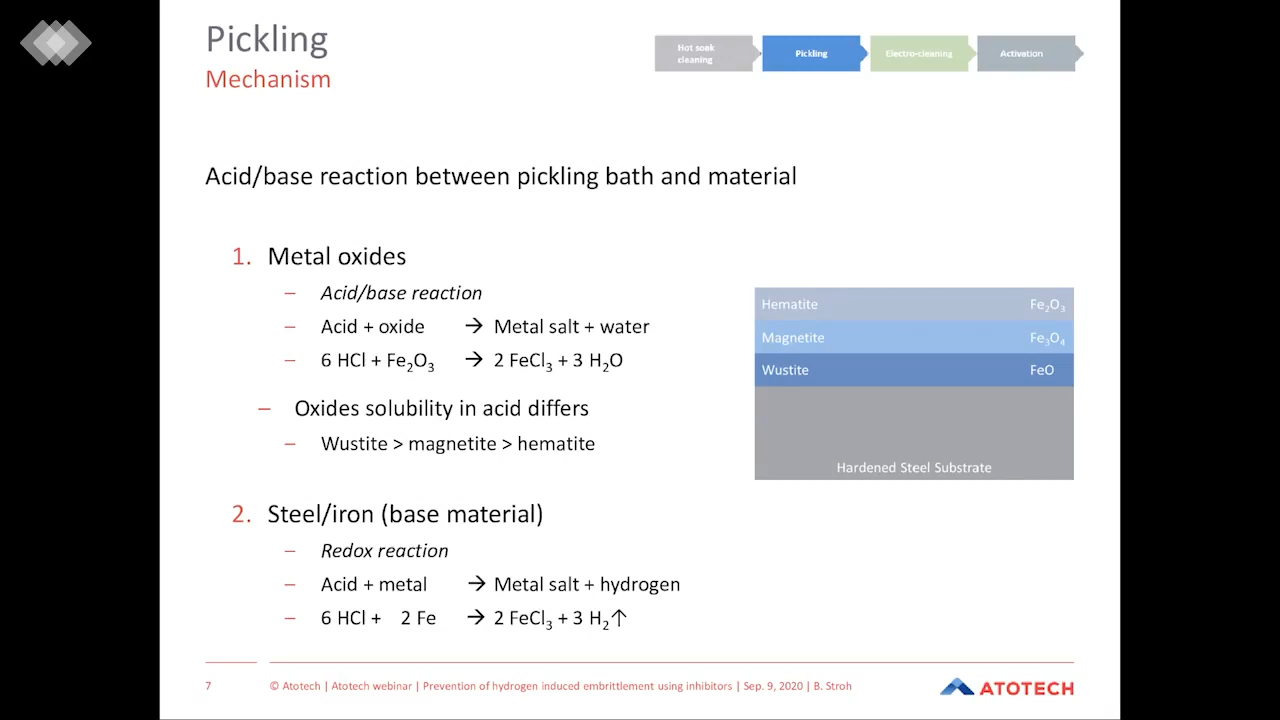 Pickling
Mechanism
Hot soak
cleaning
Pickling
Electro-cleaning
Activation
Acid/base reaction between pickling bath and material
1. Metal oxides
– Acid/base reaction
– Acid + oxide → Metal salt + water
– 6 HCl + Fe₂O₃ → 2 FeCl₃ + 3 H₂O
– Oxides solubility in acid differs
– Wustite > magnetite > hematite
Hematite Fe₂O₃
Magnetite Fe₃O₄
Wustite FeO
Hardened Steel Substrate
2. Steel/iron (base material)
– Redox reaction
– Acid + metal → Metal salt + hydrogen
– 6 HCl + 2 Fe → 2 FeCl₃ + 3 H₂↑
7 © Atotech | Atotech webinar | Prevention of hydrogen induced embrittlement using inhibitors | Sep. 9, 2020 | B. Stroh
ATOTECH